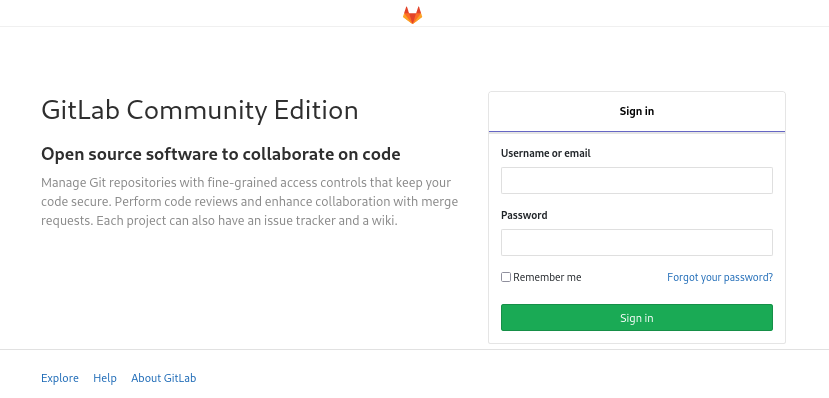 GitLab Community Edition
Open source software to collaborate on code
Manage Git repositories with fine-grained access controls that keep your
code secure. Perform code reviews and enhance collaboration with merge
requests. Each project can also have an issue tracker and a wiki.
Sign in
Username or email
Password
Remember me
Forgot your password?
Sign in
Explore
Help
About GitLab